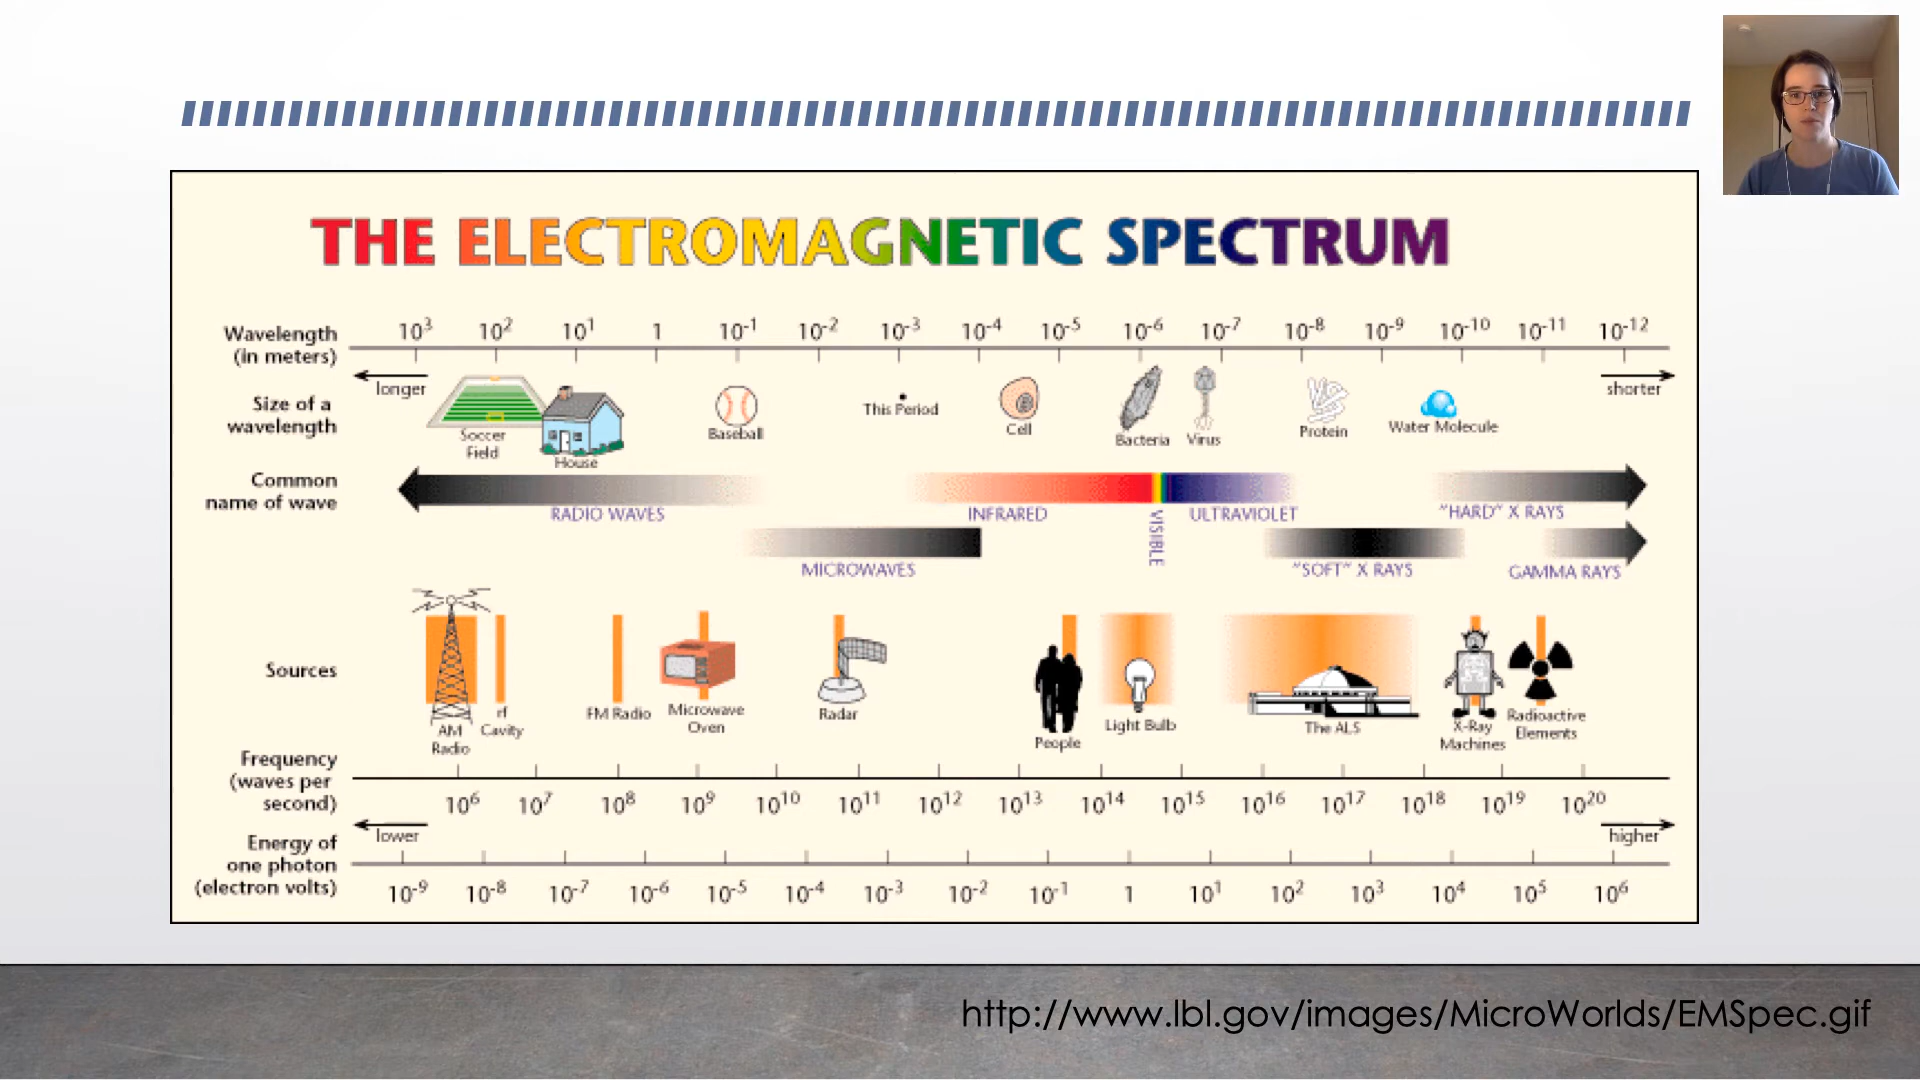 THE ELECTROMAGNETIC SPECTRUM
Wavelength
(in meters)
10³ 10² 10¹ 1 10⁻¹ 10⁻² 10⁻³ 10⁻⁴ 10⁻⁵ 10⁻⁶ 10⁻⁷ 10⁻⁸ 10⁻⁹ 10⁻¹⁰ 10⁻¹¹ 10⁻¹²
longer
shorter
Size of a
wavelength
Soccer
Field
House
Baseball
This Period
Cell
Bacteria
Virus
Protein
Water Molecule
Common
name of wave
RADIO WAVES
INFRARED
VISIBLE
ULTRAVIOLET
"HARD" X RAYS
MICROWAVES
"SOFT" X RAYS
GAMMA RAYS
Sources
AM
Radio
rf
Cavity
FM Radio
Microwave
Oven
Radar
People
Light Bulb
The ALS
X-Ray
Machines
Radioactive
Elements
Frequency
(waves per
second)
10⁶ 10⁷ 10⁸ 10⁹ 10¹⁰ 10¹¹ 10¹² 10¹³ 10¹⁴ 10¹⁵ 10¹⁶ 10¹⁷ 10¹⁸ 10¹⁹ 10²⁰
lower
higher
Energy of
one photon
(electron volts)
10⁻⁹ 10⁻⁸ 10⁻⁷ 10⁻⁶ 10⁻⁵ 10⁻⁴ 10⁻³ 10⁻² 10⁻¹ 1 10¹ 10² 10³ 10⁴ 10⁵ 10⁶
http://www.lbl.gov/images/MicroWorlds/EMSpec.gif